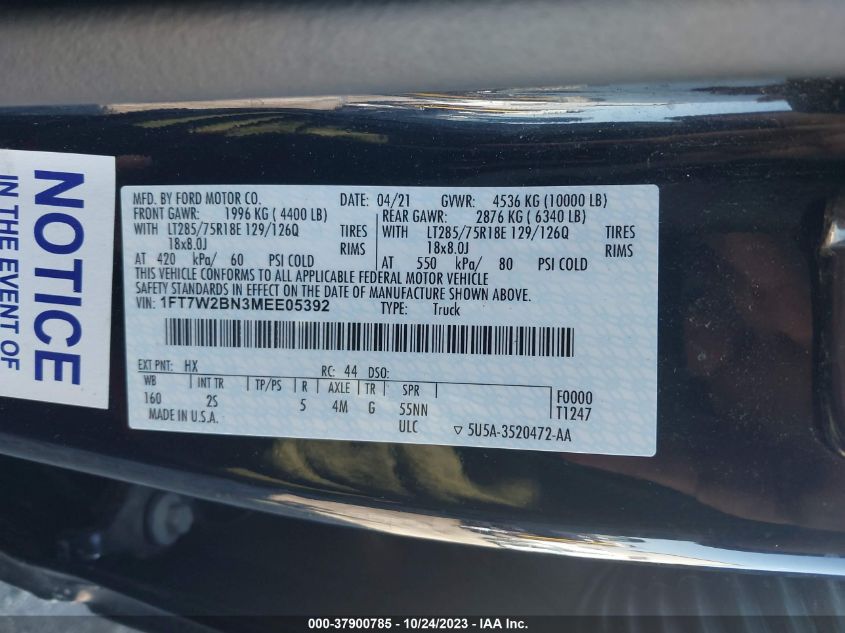 NOTICE
IN THE EVENT OF
MFD. BY FORD MOTOR CO. DATE: 04/21 GVWR: 4536 KG (10000 LB)
FRONT GAWR: 1996 KG ( 4400 LB) REAR GAWR: 2876 KG ( 6340 LB)
WITH LT285/75R18E 129/126Q TIRES WITH LT285/75R18E 129/126Q TIRES
18x8.0J RIMS 18x8.0J RIMS
AT 420 kPa/ 60 PSI COLD AT 550 kPa/ 80 PSI COLD
THIS VEHICLE CONFORMS TO ALL APPLICABLE FEDERAL MOTOR VEHICLE
SAFETY STANDARDS IN EFFECT ON THE DATE OF MANUFACTURE SHOWN ABOVE.
VIN: 1FT7W2BN3MEE05392 TYPE: Truck
EXT PNT: HX RC: 44 DSO:
WB INT TR TP/PS R AXLE TR SPR F0000
160 2S 5 4M G 55NN T1247
MADE IN U.S.A. ULC ▽ 5U5A-3520472-AA
000-37900785 - 10/24/2023 - IAA Inc.